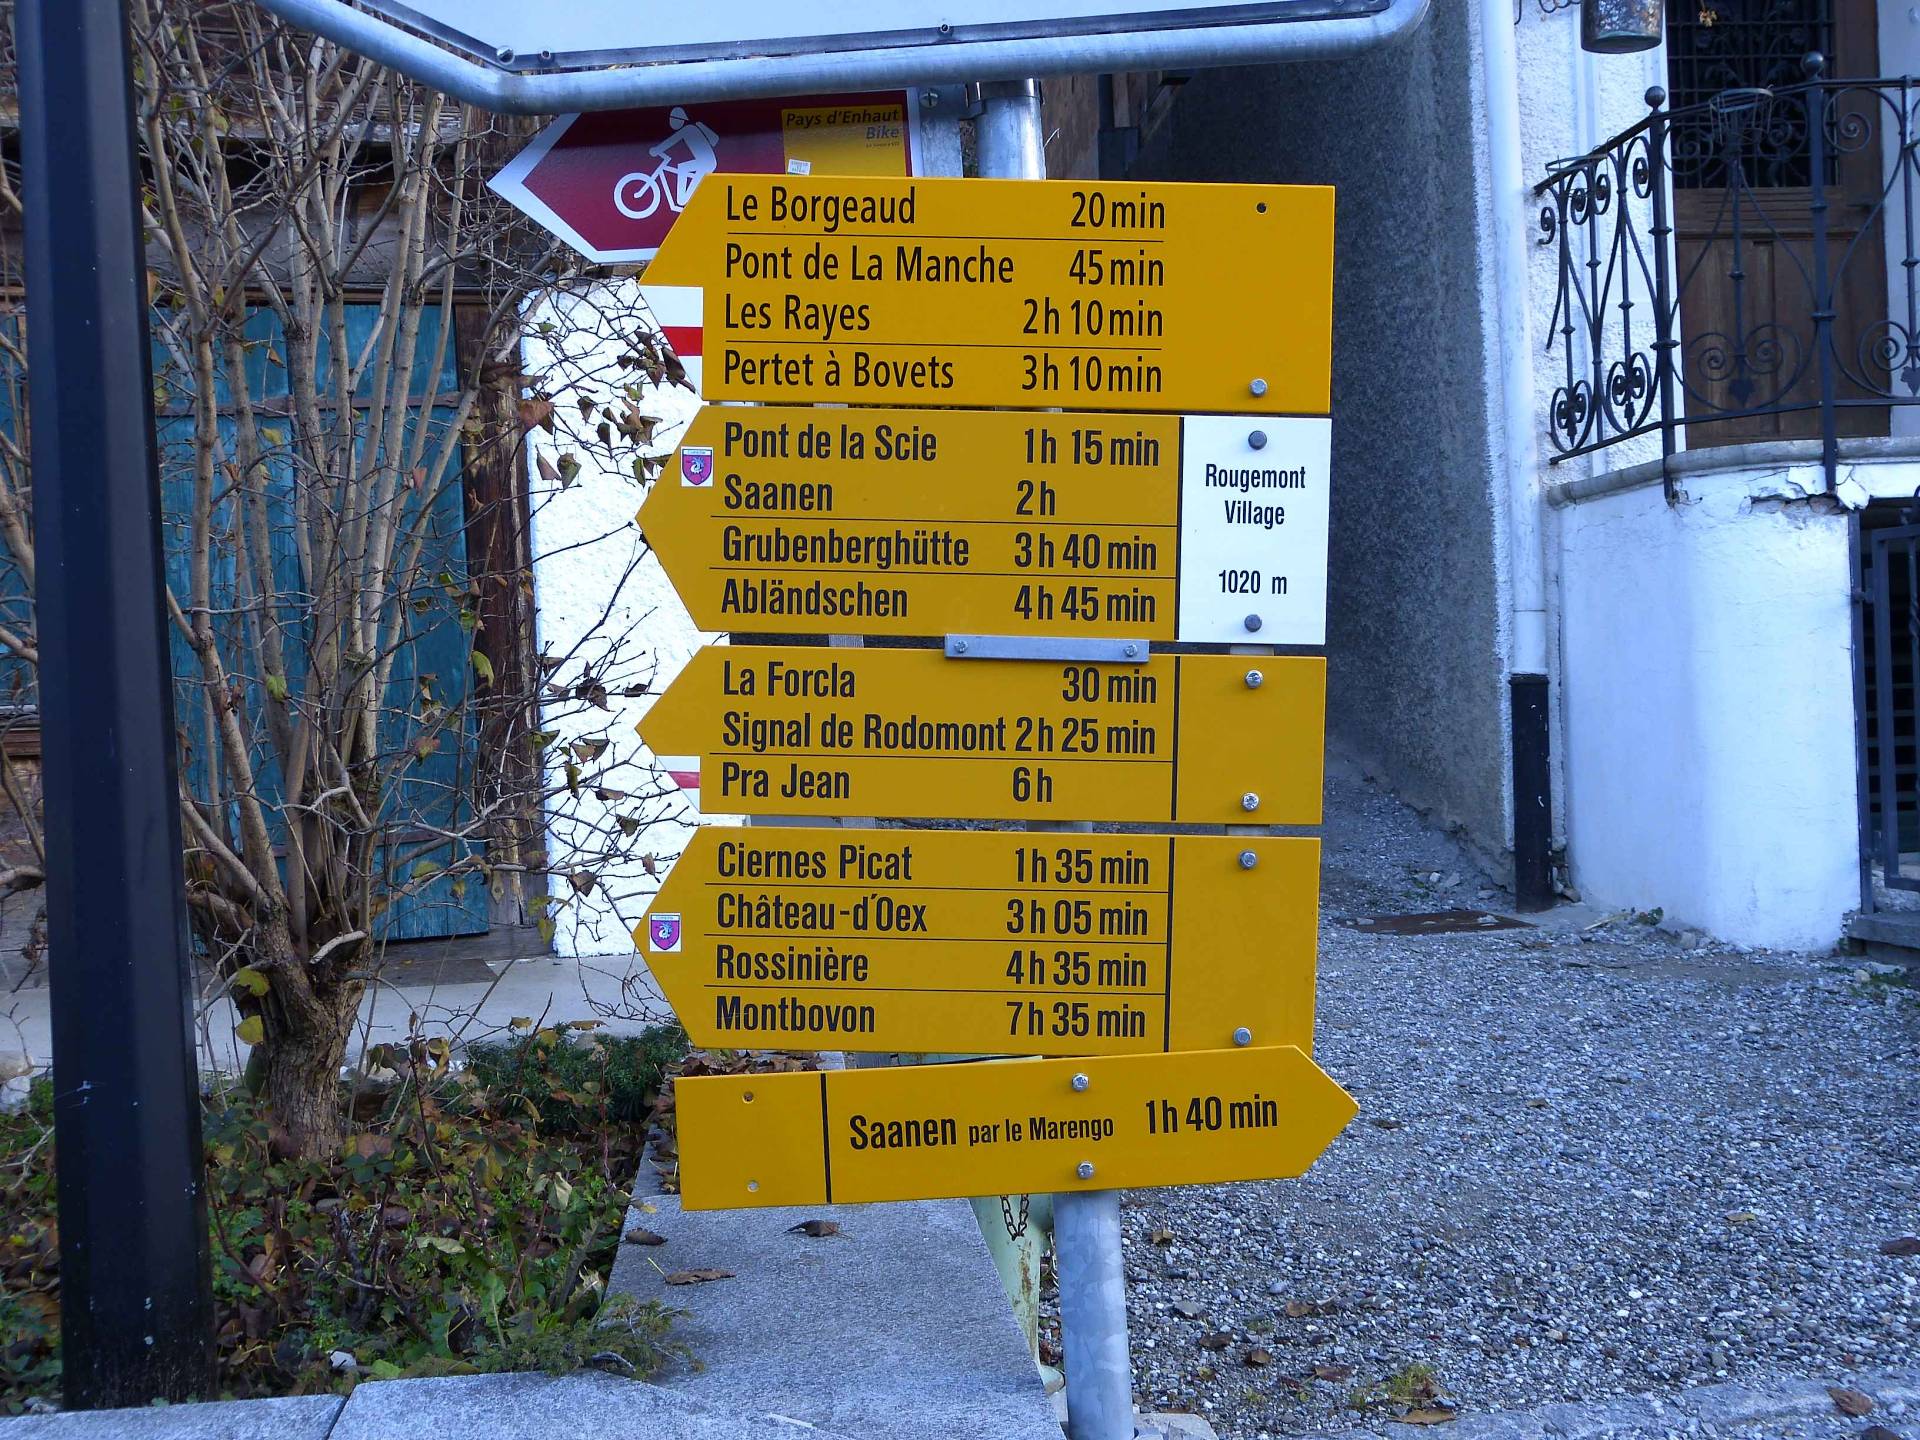 Pays d'Enhaut
Bike
Le Borgeaud 20 min
Pont de La Manche 45 min
Les Rayes 2h 10 min
Pertet à Bovets 3h 10 min
Pont de la Scie 1h 15 min
Saanen 2h
Grubenberghütte 3h 40 min
Abländschen 4h 45 min
Rougemont
Village
1020 m
La Forcla 30 min
Signal de Rodomont 2h 25 min
Pra Jean 6h
Ciernes Picat 1h 35 min
Château-d'Oex 3h 05 min
Rossinière 4h 35 min
Montbovon 7h 35 min
Saanen par le Marengo 1h 40 min